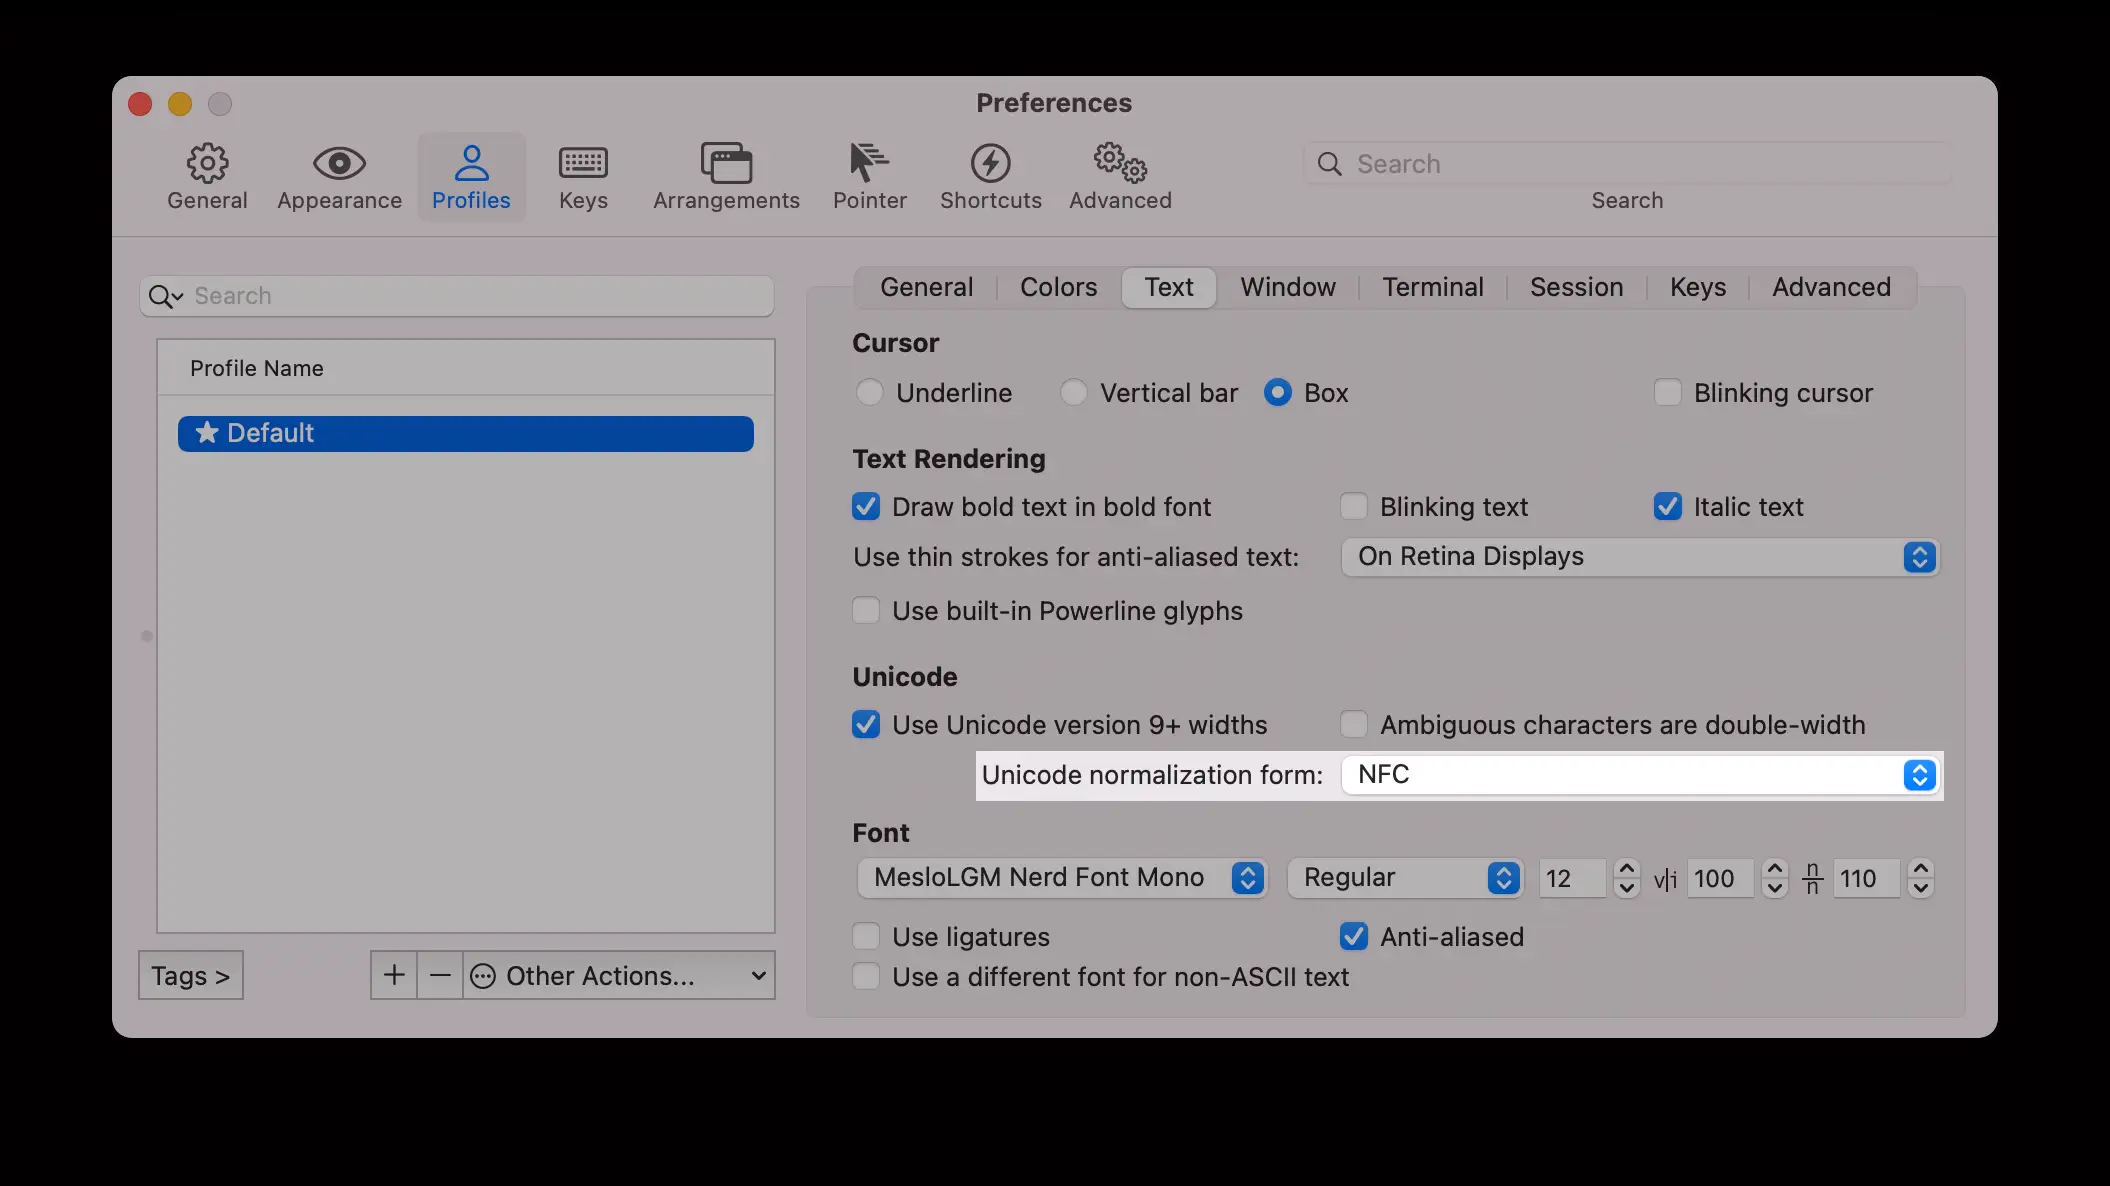 Preferences
General Appearance Profiles Keys Arrangements Pointer Shortcuts Advanced Search
Search
Search
Profile Name
Default
Tags >
+ − Other Actions...
General Colors Text Window Terminal Session Keys Advanced
Cursor
Underline Vertical bar Box Blinking cursor
Text Rendering
Draw bold text in bold font Blinking text Italic text
Use thin strokes for anti-aliased text: On Retina Displays
Use built-in Powerline glyphs
Unicode
Use Unicode version 9+ widths Ambiguous characters are double-width
Unicode normalization form: NFC
Font
MesloLGM Nerd Font Mono Regular 12 v|i 100 n/n 110
Use ligatures Anti-aliased
Use a different font for non-ASCII text